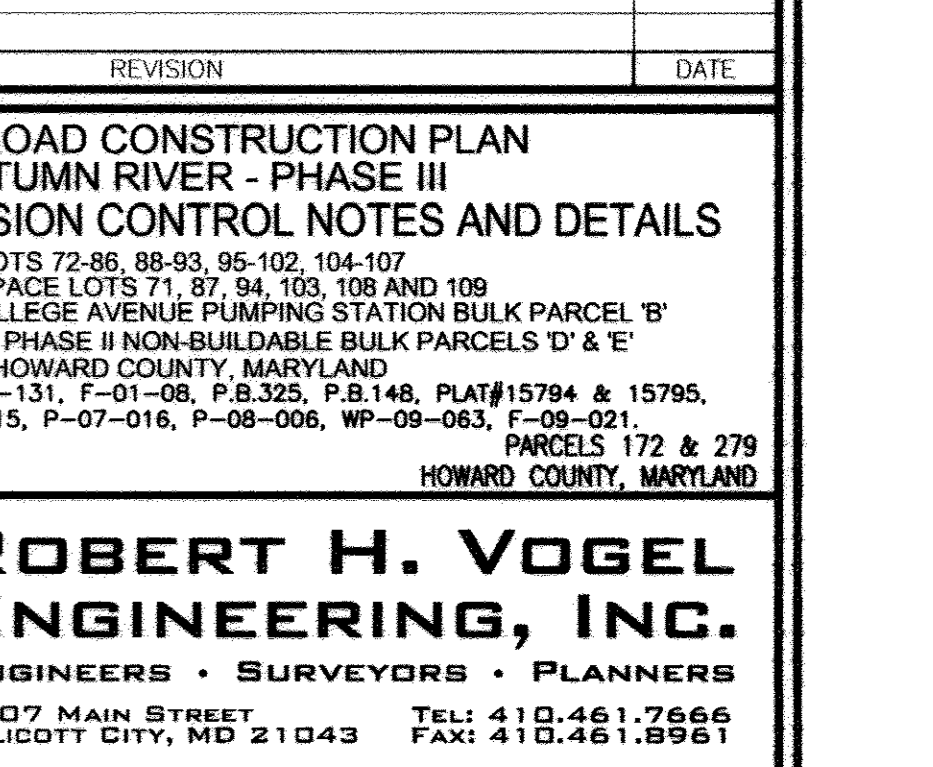 REVISION DATE
OAD CONSTRUCTION PLAN
TUMN RIVER - PHASE III
SION CONTROL NOTES AND DETAILS
OTS 72-86, 88-93, 95-102, 104-107
PACE LOTS 71, 87, 94, 103, 108 AND 109
LLEGE AVENUE PUMPING STATION BULK PARCEL 'B'
PHASE II NON-BUILDABLE BULK PARCELS 'D' & 'E'
HOWARD COUNTY, MARYLAND
-131, F-01-08, P.B.325, P.B.148, PLAT#15794 & 15795,
15, P-07-016, P-08-006, WP-09-063, F-09-021.
PARCELS 172 & 279
HOWARD COUNTY, MARYLAND
ROBERT H. VOGEL
ENGINEERING, INC.
NGINEERS • SURVEYORS • PLANNERS
07 MAIN STREET TEL: 410.461.7666
LICOTT CITY, MD 21043 FAX: 410.461.8961